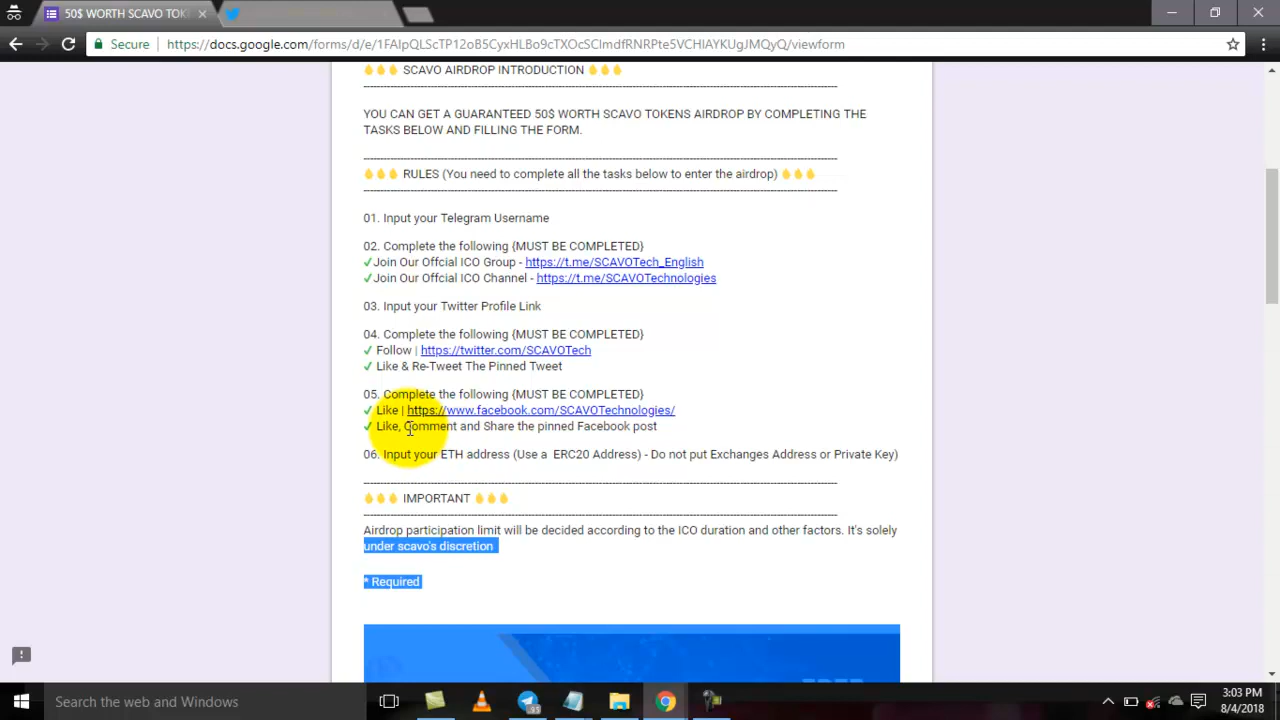 50$ WORTH SCAVO TOK
Secure
https://docs.google.com/forms/d/e/1FAIpQLScTP12oB5CyxHLBo9cTXOcSClmdfRNRPte5VCHIAYKUgJMQyQ/viewform
SCAVO AIRDROP INTRODUCTION
YOU CAN GET A GUARANTEED 50$ WORTH SCAVO TOKENS AIRDROP BY COMPLETING THE
TASKS BELOW AND FILLING THE FORM.
RULES (You need to complete all the tasks below to enter the airdrop)
01. Input your Telegram Username
02. Complete the following {MUST BE COMPLETED}
✓Join Our Offcial ICO Group - https://t.me/SCAVOTech_English
✓Join Our Offcial ICO Channel - https://t.me/SCAVOTechnologies
03. Input your Twitter Profile Link
04. Complete the following {MUST BE COMPLETED}
✓ Follow | https://twitter.com/SCAVOTech
✓ Like & Re-Tweet The Pinned Tweet
05. Complete the following {MUST BE COMPLETED}
✓ Like | https://www.facebook.com/SCAVOTechnologies/
✓ Like, Comment and Share the pinned Facebook post
06. Input your ETH address (Use a ERC20 Address) - Do not put Exchanges Address or Private Key)
IMPORTANT
Airdrop participation limit will be decided according to the ICO duration and other factors. It's solely
under scavo's discretion
* Required
Search the web and Windows
35
3:03 PM
8/4/2018